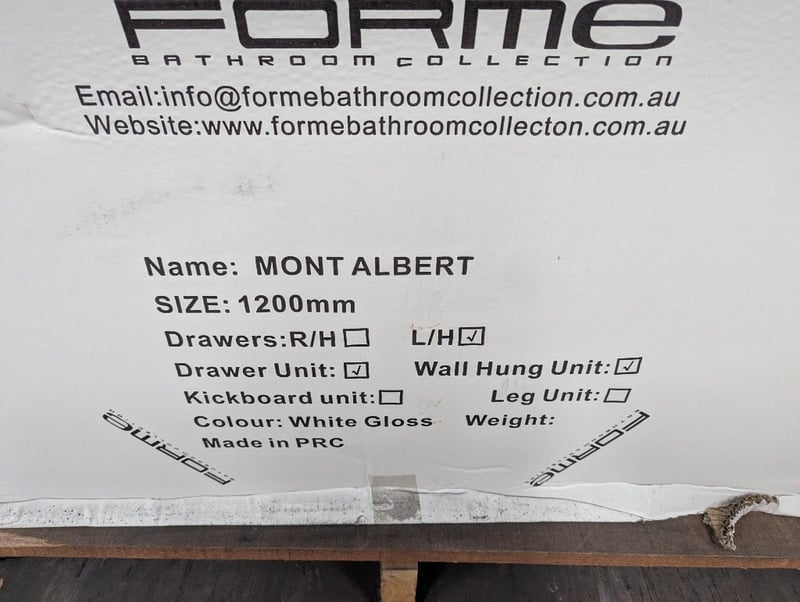 FORme
BATHROOM COLLECTION
Email:info@formebathroomcollection.com.au
Website:www.formebathroomcollecton.com.au
Name: MONT ALBERT
SIZE: 1200mm
Drawers:R/H☐ L/H☑
Drawer Unit:☑ Wall Hung Unit:☑
Kickboard unit:☐ Leg Unit:☐
Colour: White Gloss Weight:
Made in PRC
FORme
FORme